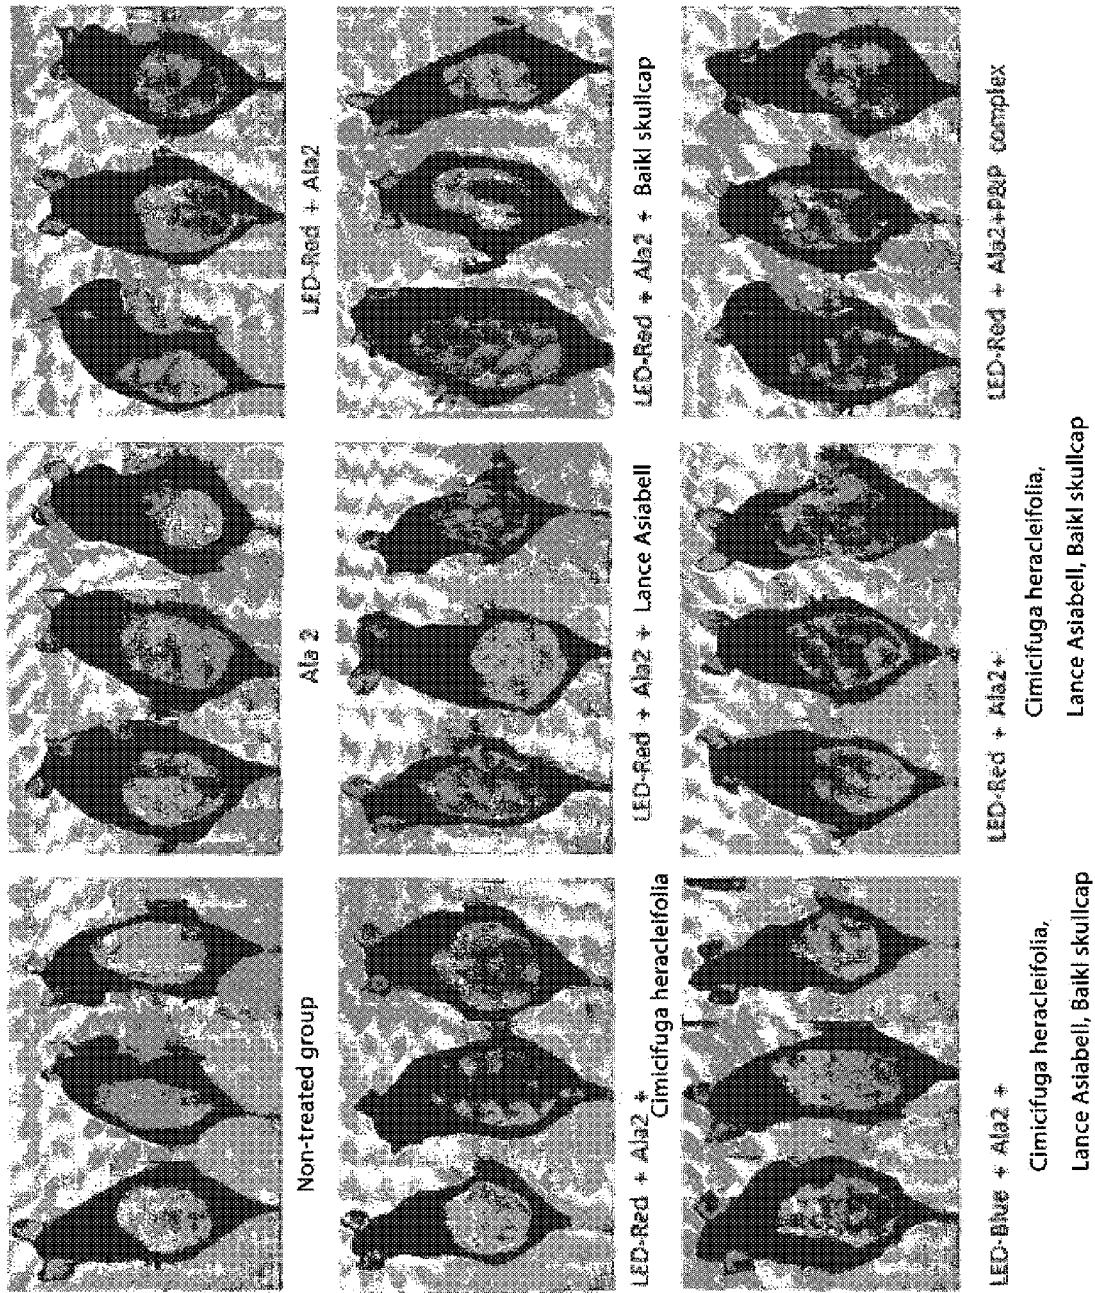 Non-treated group
Ala 2
LED-Red + Ala2
LED-Red + Ala2 +
Cimicifuga heracleifolia
LED-Red + Ala2 + Lance Asiabell
LED-Red + Ala2 + Baikl skullcap
LED-Blue + Ala2 +
Cimicifuga heracleifolia,
Lance Asiabell, Baikl skullcap
LED-Red + Ala2+
Cimicifuga heracleifolia,
Lance Asiabell, Baikl skullcap
LED-Red + Ala2+P&P complex